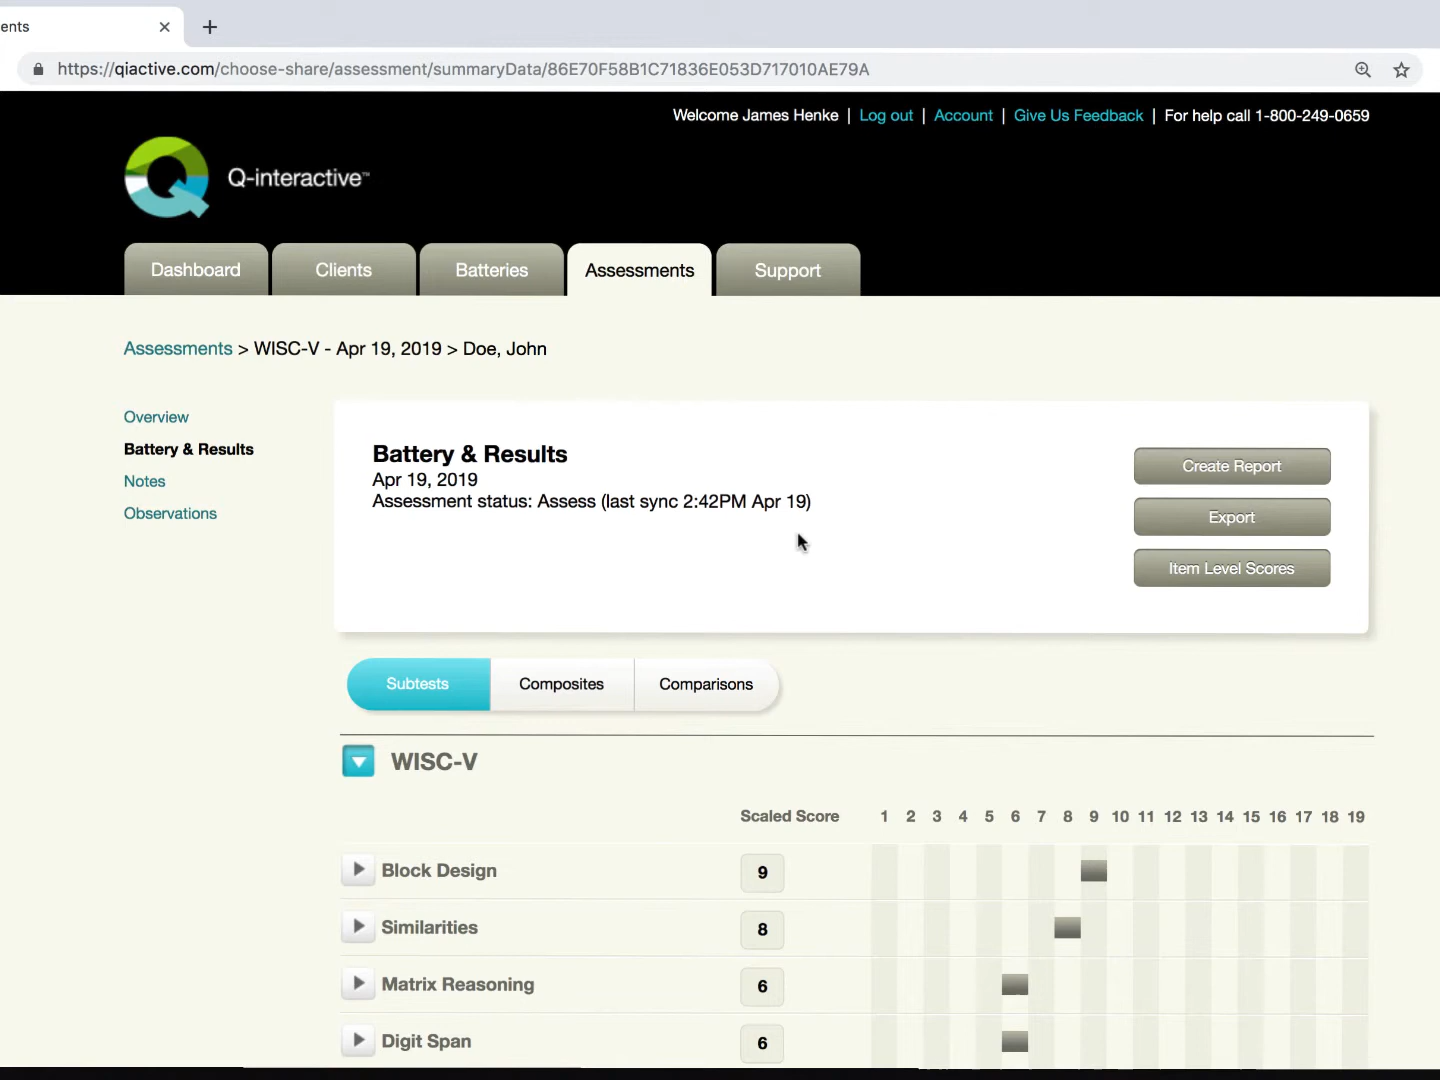 ents
https://qiactive.com/choose-share/assessment/summaryData/86E70F58B1C71836E053D717010AE79A
Welcome James Henke | Log out | Account | Give Us Feedback | For help call 1-800-249-0659
Q-interactive™
Dashboard Clients Batteries Assessments Support
Assessments > WISC-V - Apr 19, 2019 > Doe, John
Overview
Battery & Results
Notes
Observations
Battery & Results
Apr 19, 2019
Assessment status: Assess (last sync 2:42PM Apr 19)
Create Report
Export
Item Level Scores
Subtests Composites Comparisons
WISC-V
Scaled Score 1 2 3 4 5 6 7 8 9 10 11 12 13 14 15 16 17 18 19
Block Design 9
Similarities 8
Matrix Reasoning 6
Digit Span 6